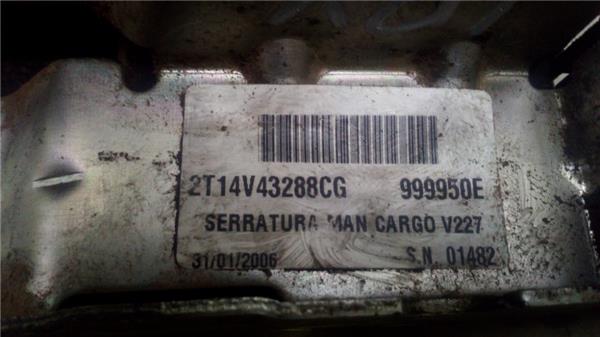 2T14V43288CG 999950E
SERRATURA MAN CARGO V227
31/01/2006 S.N. 01482